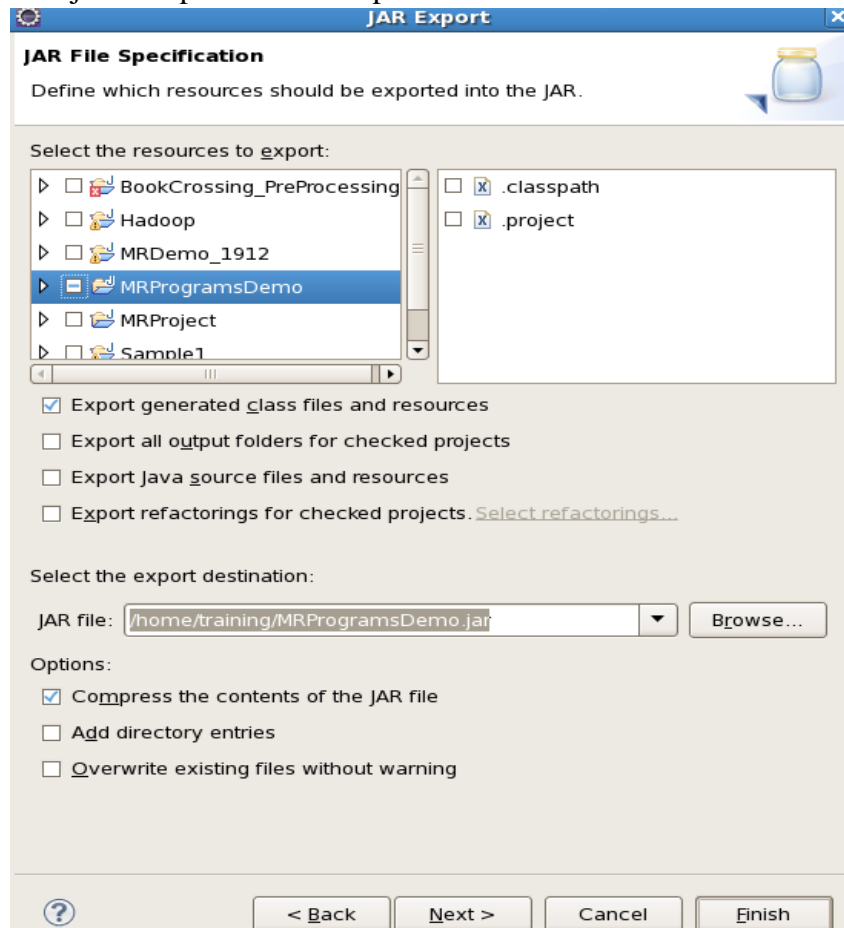 JAR Export
JAR File Specification
Define which resources should be exported into the JAR.
Select the resources to export:
BookCrossing_PreProcessing
Hadoop
MRDemo_1912
MRProgramsDemo
MRProject
Sample1
.classpath
.project
Export generated class files and resources
Export all output folders for checked projects
Export Java source files and resources
Export refactorings for checked projects. Select refactorings...
Select the export destination:
JAR file: /home/training/MRProgramsDemo.jar Browse...
Options:
Compress the contents of the JAR file
Add directory entries
Overwrite existing files without warning
? < Back Next > Cancel Finish